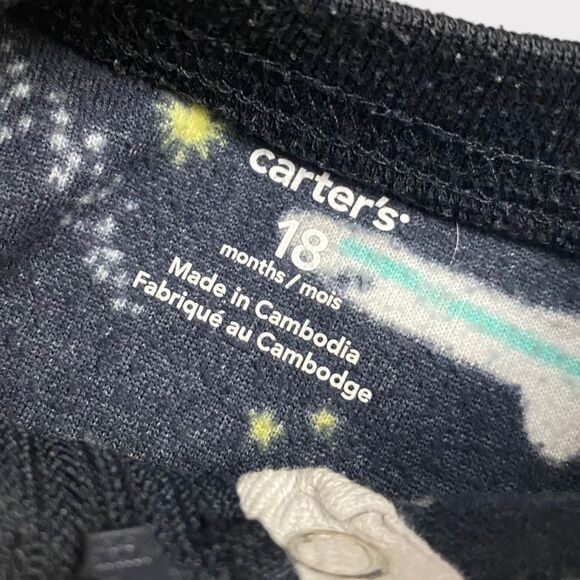 carter's
18
months / mois
Made in Cambodia
Fabriqué au Cambodge